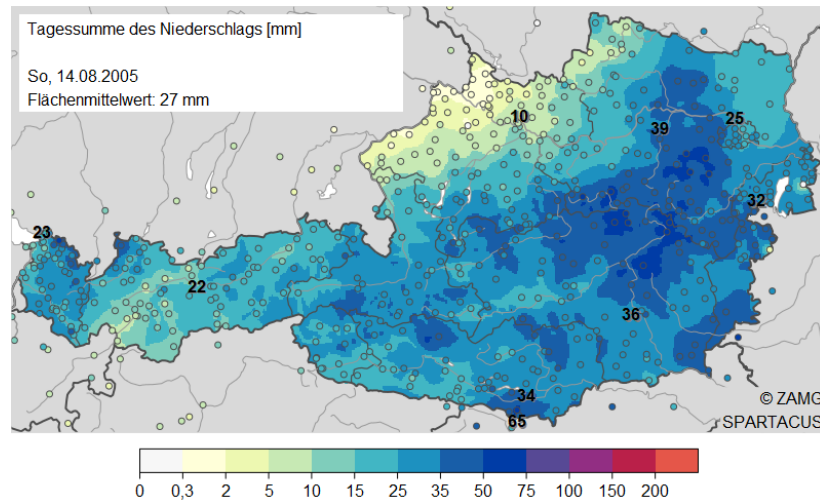 Tagessumme des Niederschlags [mm]
So, 14.08.2005
Flächenmittelwert: 27 mm
10
39
25
32
23
22
36
34
65
© ZAMG
SPARTACUS
0 0,3 2 5 10 15 25 35 50 75 100 150 200